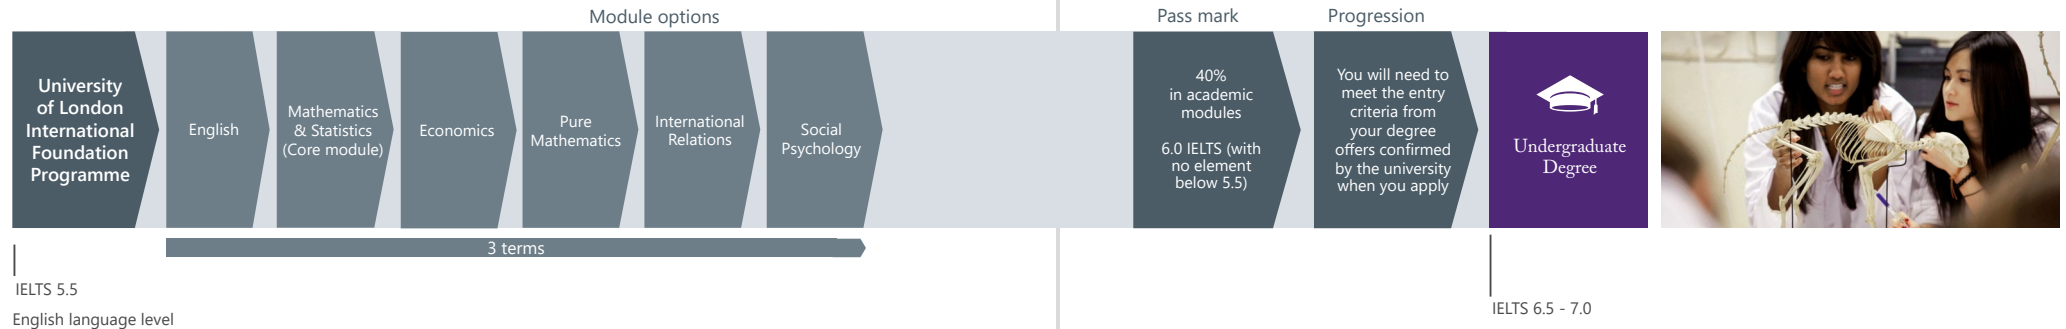 Module options
Pass mark
Progression
University
of London
International
Foundation
Programme
English
Mathematics
& Statistics
(Core module)
Economics
Pure
Mathematics
International
Relations
Social
Psychology
40%
in academic
modules
6.0 IELTS (with
no element
below 5.5)
You will need to
meet the entry
criteria from
your degree
offers confirmed
by the university
when you apply
Undergraduate
Degree
3 terms
IELTS 5.5
English language level
IELTS 6.5 - 7.0